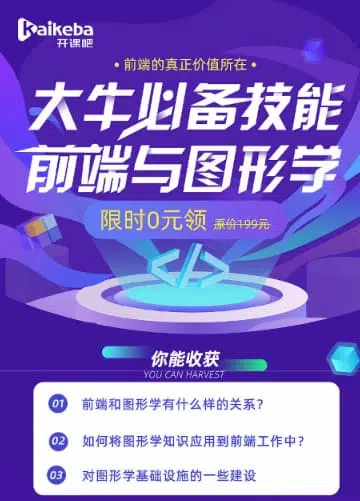 Kaikeba
开课吧
• 前端的真正价值所在 •
大牛必备技能
前端与图形学
限时0元领 原价199元
</>
你能收获
YOU CAN HARVEST
01 前端和图形学有什么样的关系？
02 如何将图形学知识应用到前端工作中？
03 对图形学基础设施的一些建设